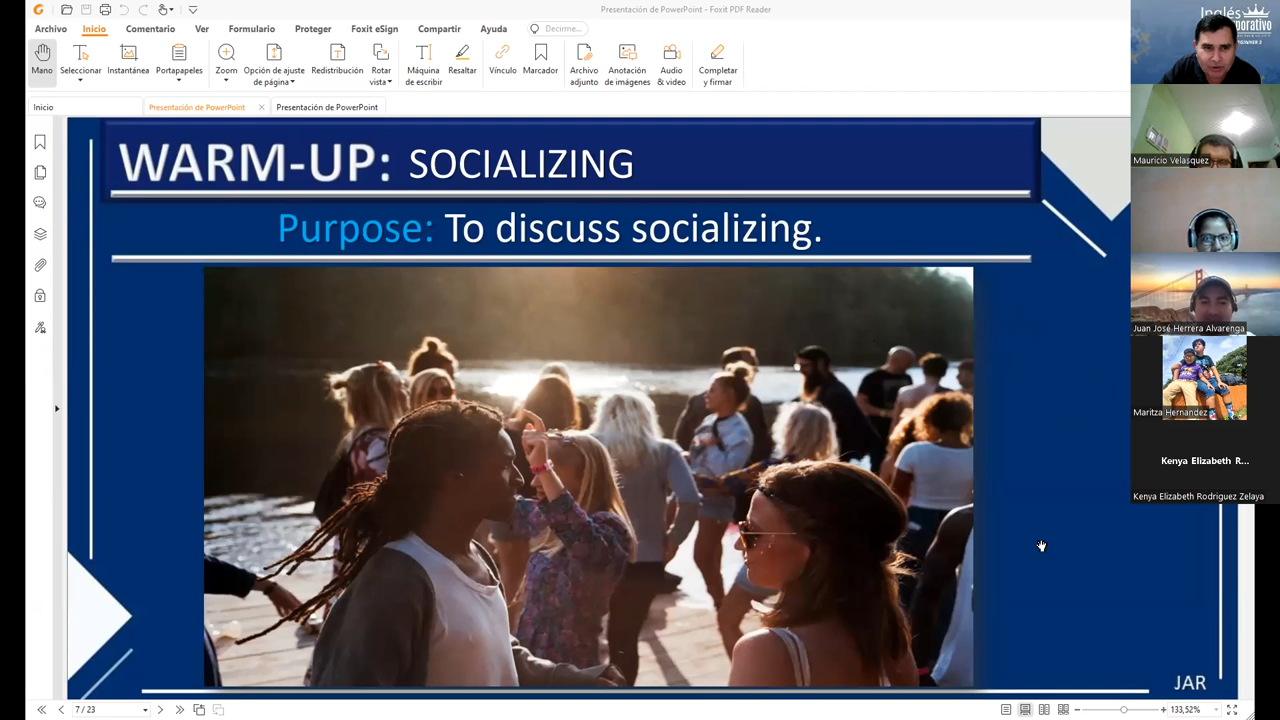 Presentación de PowerPoint - Foxit PDF Reader
Archivo Inicio Comentario Ver Formulario Proteger Foxit eSign Compartir Ayuda Decirme...
Mano Seleccionar Instantánea Portapapeles Zoom Opción de ajuste de página Redistribución Rotar vista Máquina de escribir Resaltar Vínculo Marcador Archivo adjunto Anotación de imágenes Audio & video Completar y firmar
Inicio Presentación de PowerPoint Presentación de PowerPoint
WARM-UP: SOCIALIZING
Purpose: To discuss socializing.
JAR
7 / 23
133,52%
Inglés
Mauricio Velasquez
Juan José Herrera Alvarenga
Maritza Hernandez
Kenya Elizabeth R...
Kenya Elizabeth Rodriguez Zelaya